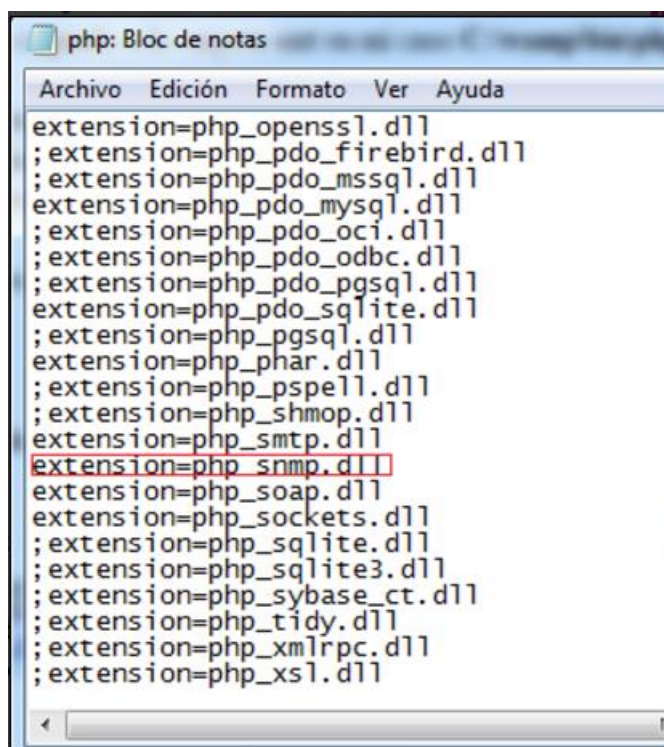 php: Bloc de notas
Archivo Edición Formato Ver Ayuda
extension=php_openssl.dll
;extension=php_pdo_firebird.dll
;extension=php_pdo_mssql.dll
extension=php_pdo_mysql.dll
;extension=php_pdo_oci.dll
;extension=php_pdo_odbc.dll
;extension=php_pdo_pgsql.dll
extension=php_pdo_sqlite.dll
;extension=php_pgsql.dll
extension=php_phar.dll
;extension=php_pspell.dll
;extension=php_shmop.dll
extension=php_smtp.dll
extension=php_snmp.dll
extension=php_soap.dll
extension=php_sockets.dll
;extension=php_sqlite.dll
;extension=php_sqlite3.dll
;extension=php_sybase_ct.dll
;extension=php_tidy.dll
;extension=php_xmlrpc.dll
;extension=php_xsl.dll